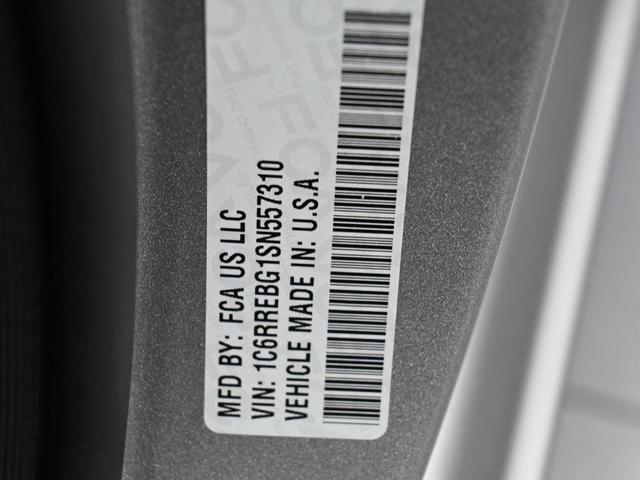 MFD BY: FCA US LLC
VIN: 1C6RREBG1SN557310
VEHICLE MADE IN: U.S.A.